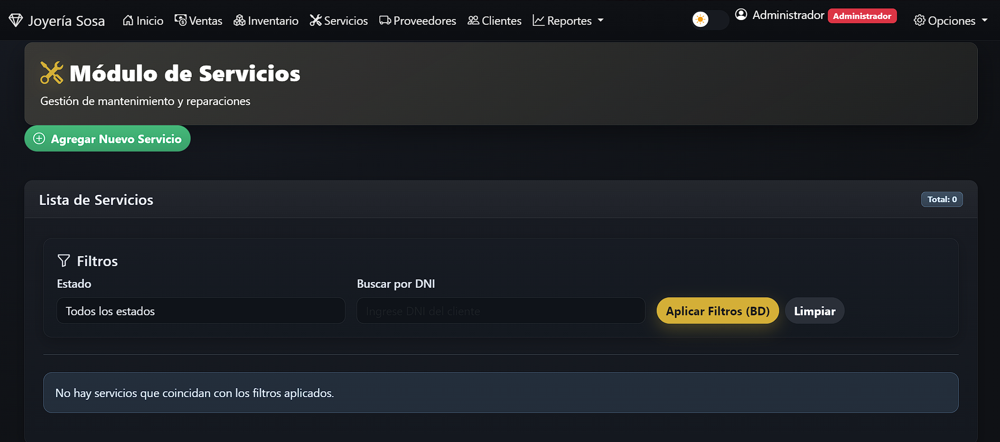 Joyería Sosa Inicio Ventas Inventario Servicios Proveedores Clientes Reportes Administrador Administrador Opciones
Módulo de Servicios
Gestión de mantenimiento y reparaciones
Agregar Nuevo Servicio
Lista de Servicios Total: 0
Filtros
Estado Buscar por DNI
Todos los estados Ingrese DNI del cliente Aplicar Filtros (BD) Limpiar
No hay servicios que coincidan con los filtros aplicados.